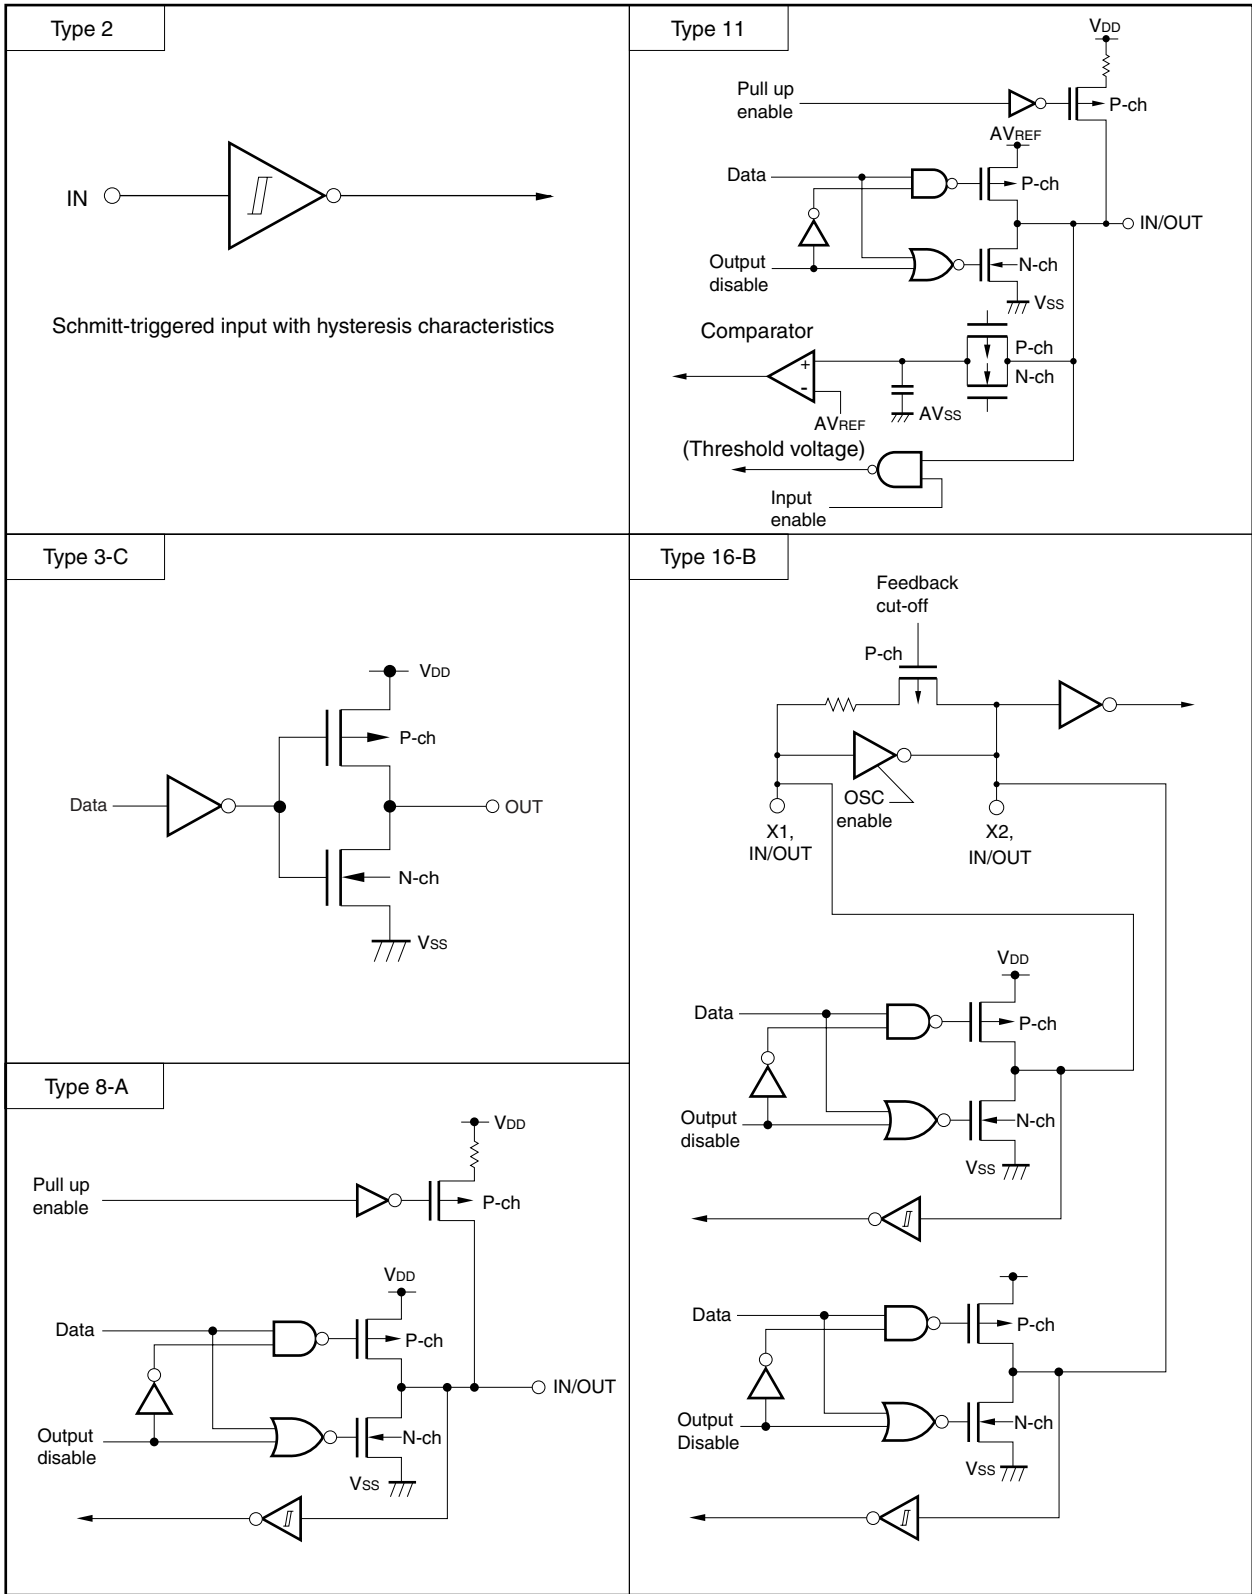 Type 2
IN
Schmitt-triggered input with hysteresis characteristics
Type 11
VDD
Pull up
enable
P-ch
AVREF
Data
P-ch
IN/OUT
Output
disable
N-ch
VSS
Comparator
P-ch
N-ch
+
-
AVSS
AVREF
(Threshold voltage)
Input
enable
Type 3-C
VDD
P-ch
Data
OUT
N-ch
VSS
Type 8-A
VDD
Pull up
enable
P-ch
VDD
Data
P-ch
IN/OUT
Output
disable
N-ch
VSS
Type 16-B
Feedback
cut-off
P-ch
OSC
enable
X1,
IN/OUT
X2,
IN/OUT
VDD
Data
P-ch
Output
disable
N-ch
VSS
Data
P-ch
Output
Disable
N-ch
VSS